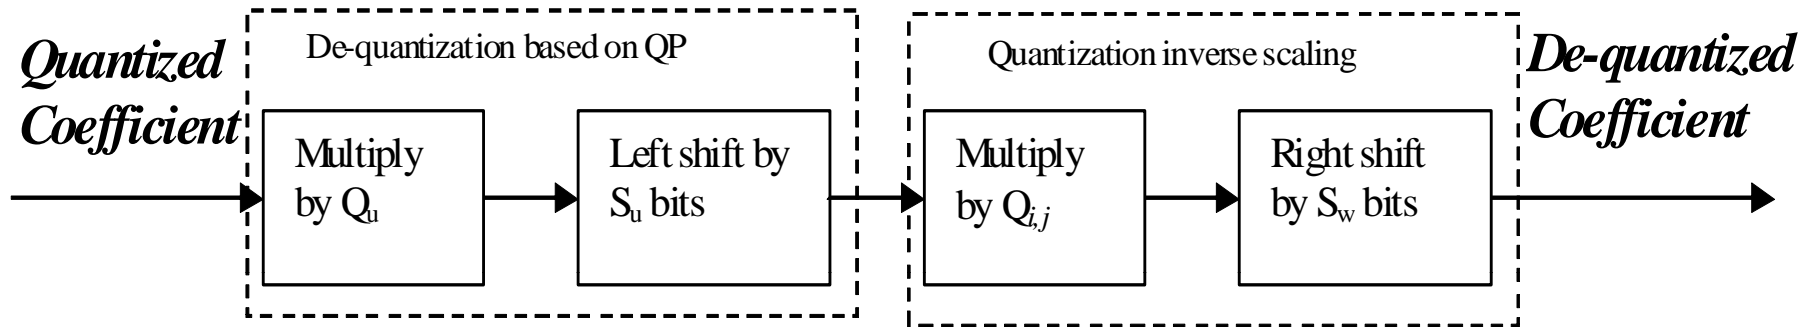 Quantized
Coefficient
De-quantization based on QP
Multiply
by Qu
Left shift by
Su bits
Quantization inverse scaling
Multiply
by Qi,j
Right shift
by Sw bits
De-quantized
Coefficient